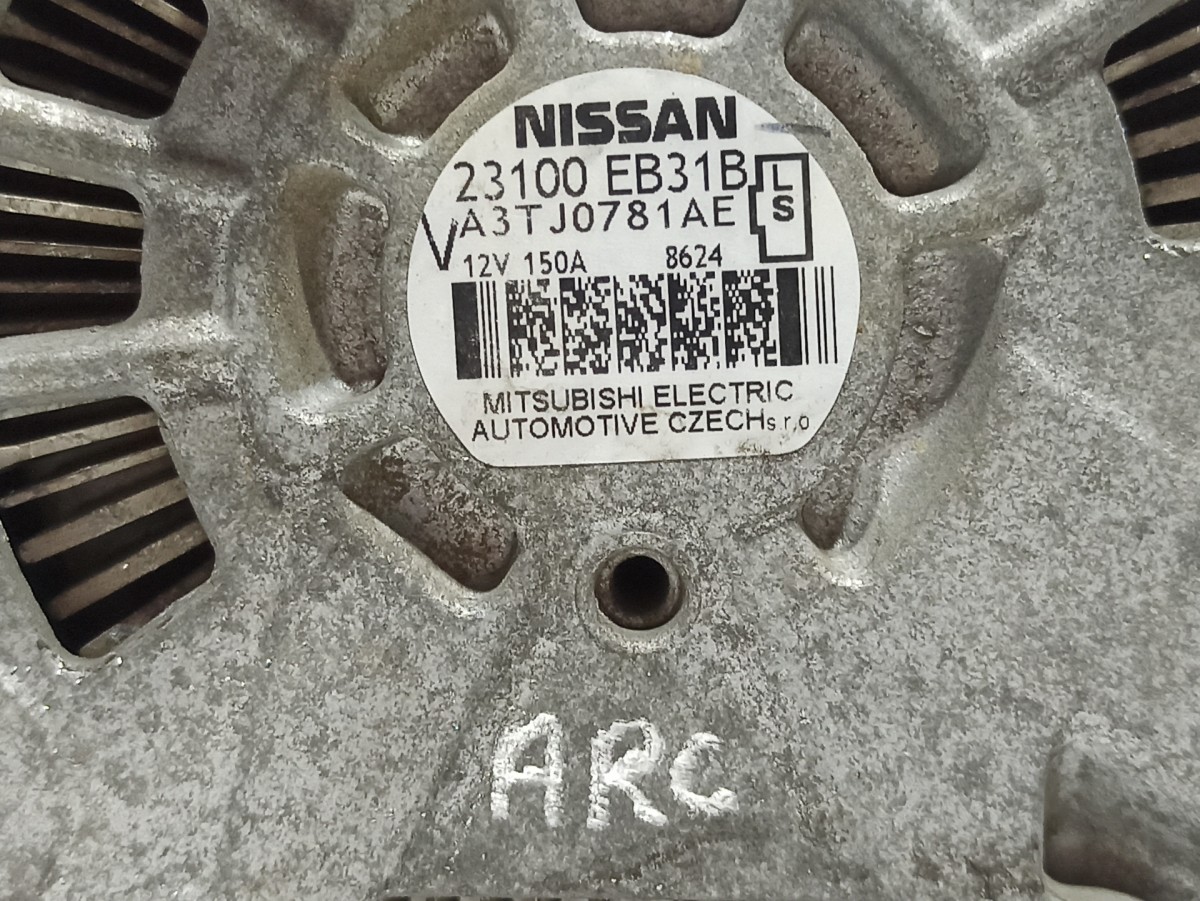 NISSAN
23100 EB31B
L
VA3TJ0781AE
S
12V 150A 8624
MITSUBISHI ELECTRIC
AUTOMOTIVE CZECH s.r.o
ARC